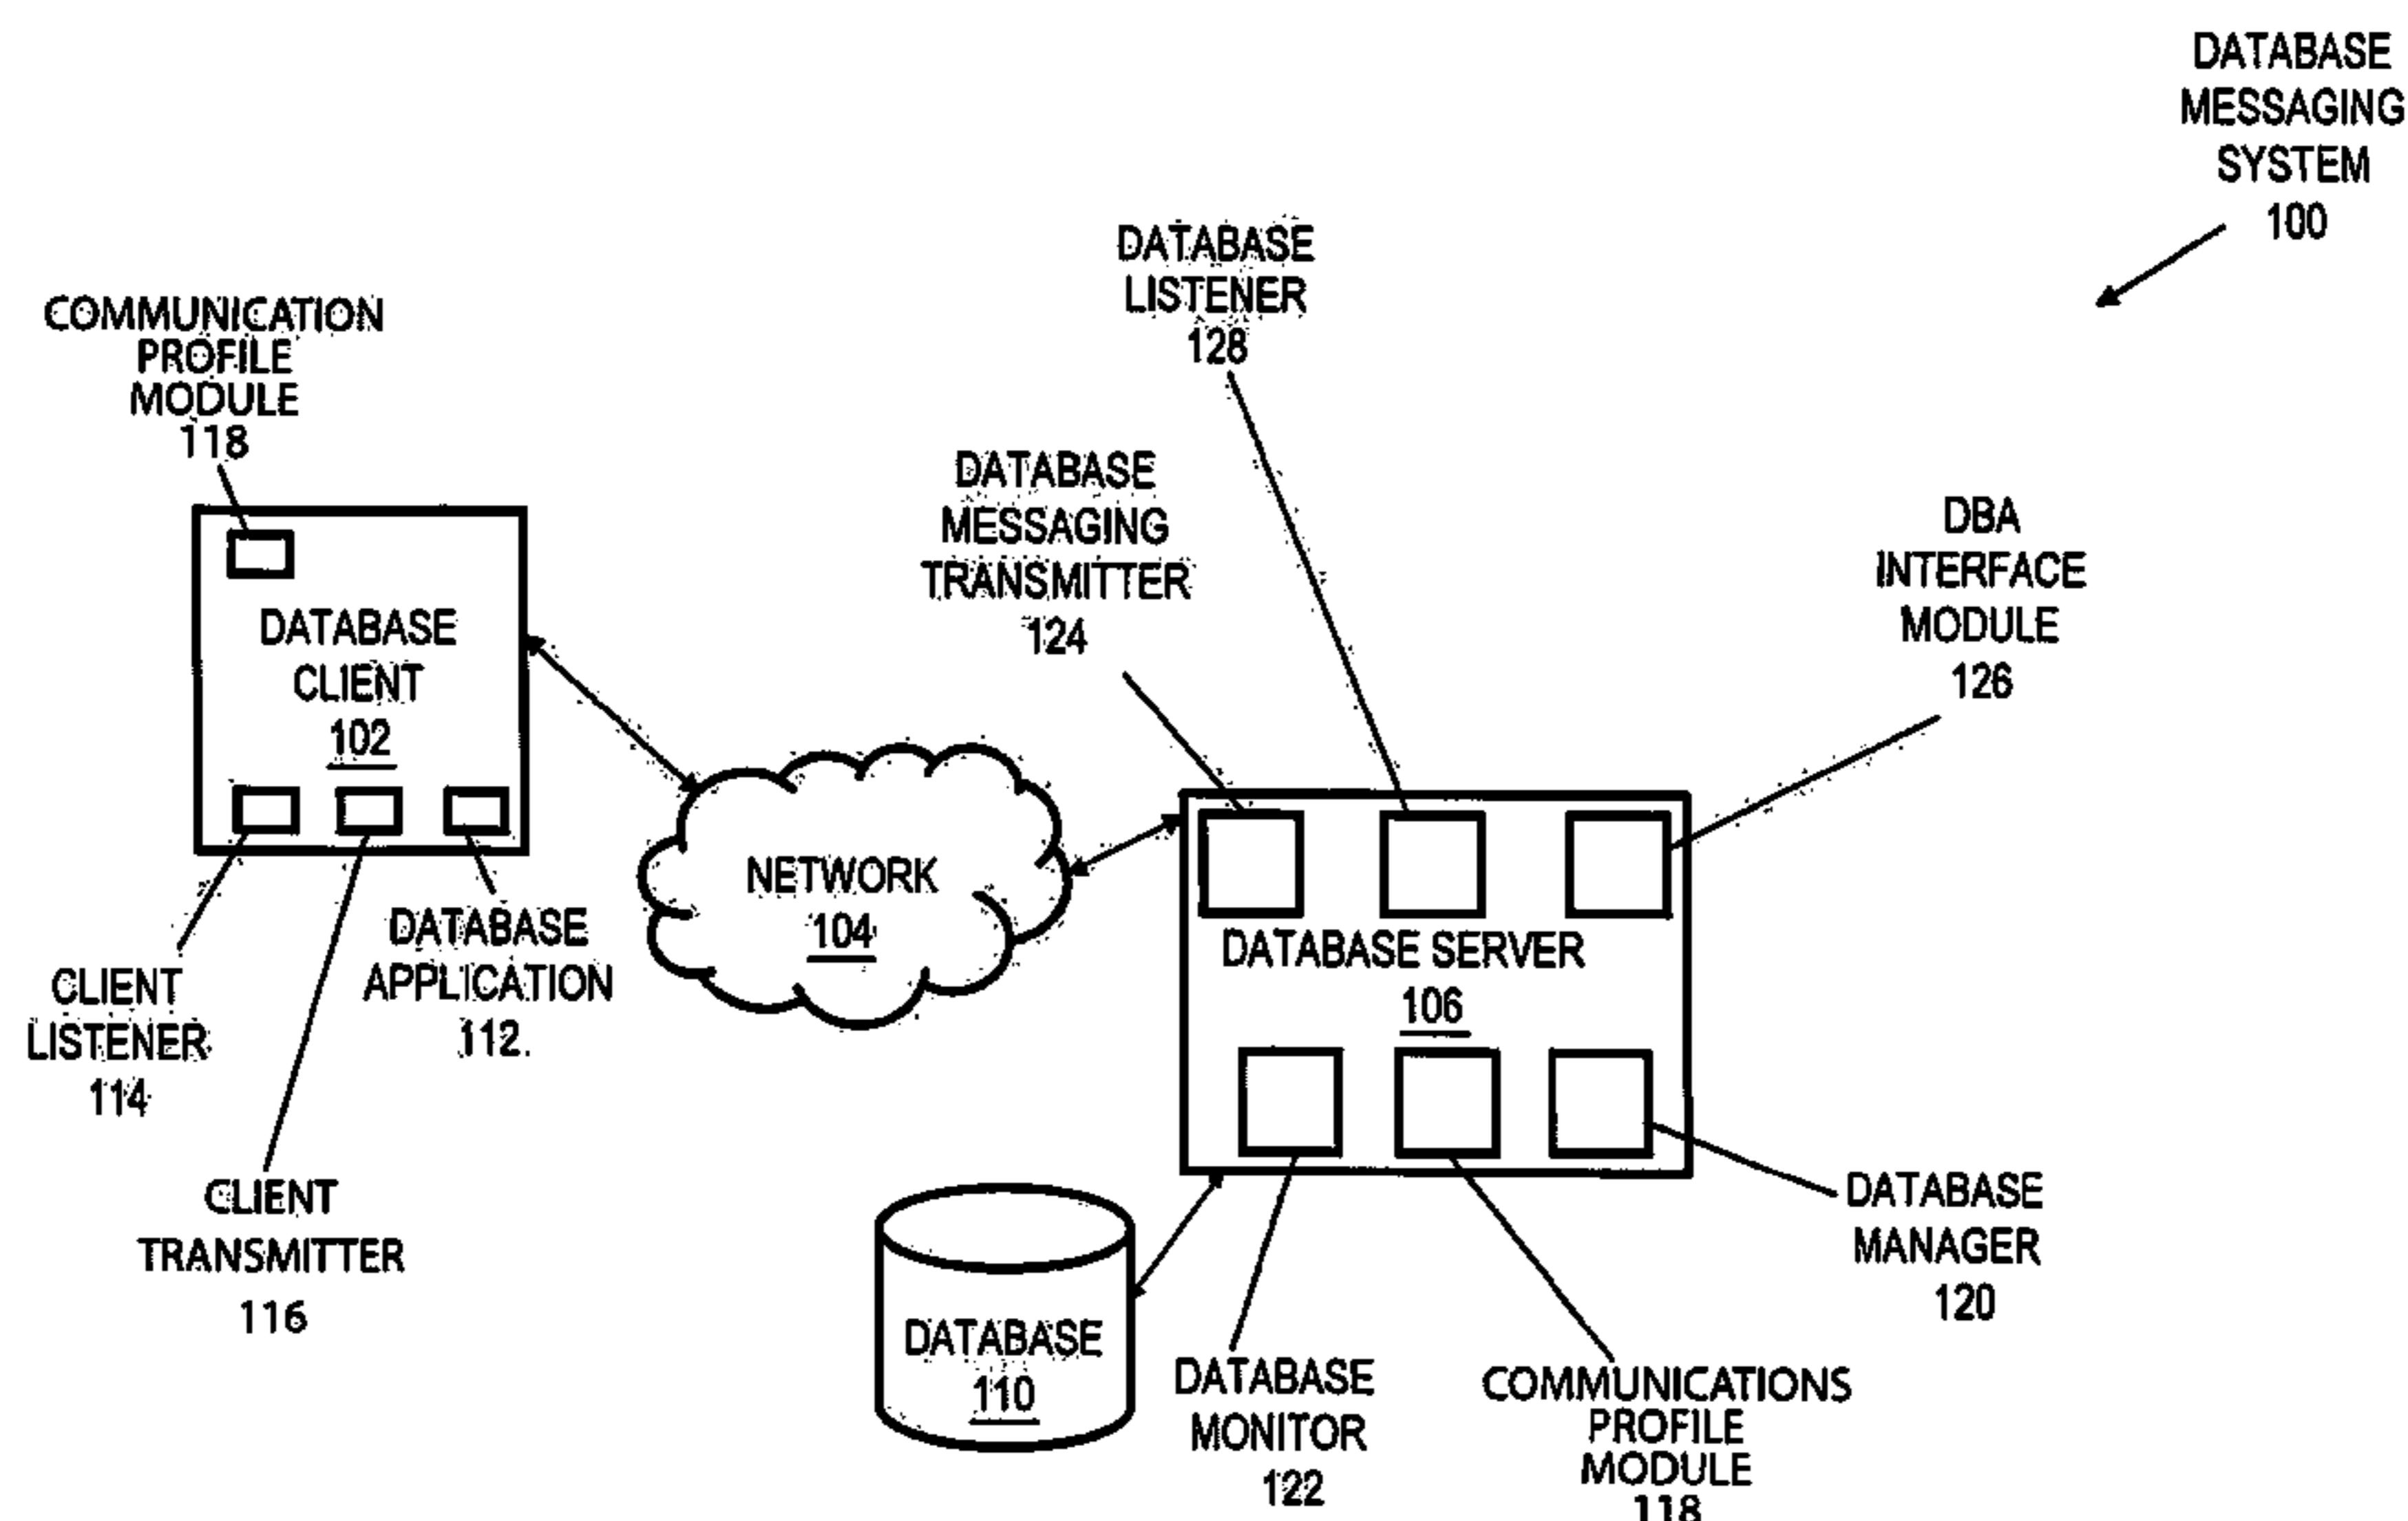 DATABASE
MESSAGING
SYSTEM
100
DATABASE
LISTENER
128
COMMUNICATION
PROFILE
MODULE
118
DATABASE
MESSAGING
TRANSMITTER
124
DBA
INTERFACE
MODULE
126
DATABASE
CLIENT
102
NETWORK
104
DATABASE SERVER
106
DATABASE
APPLICATION
112
CLIENT
LISTENER
114
CLIENT
TRANSMITTER
116
DATABASE
110
DATABASE
MANAGER
120
DATABASE
MONITOR
122
COMMUNICATIONS
PROFILE
MODULE
118